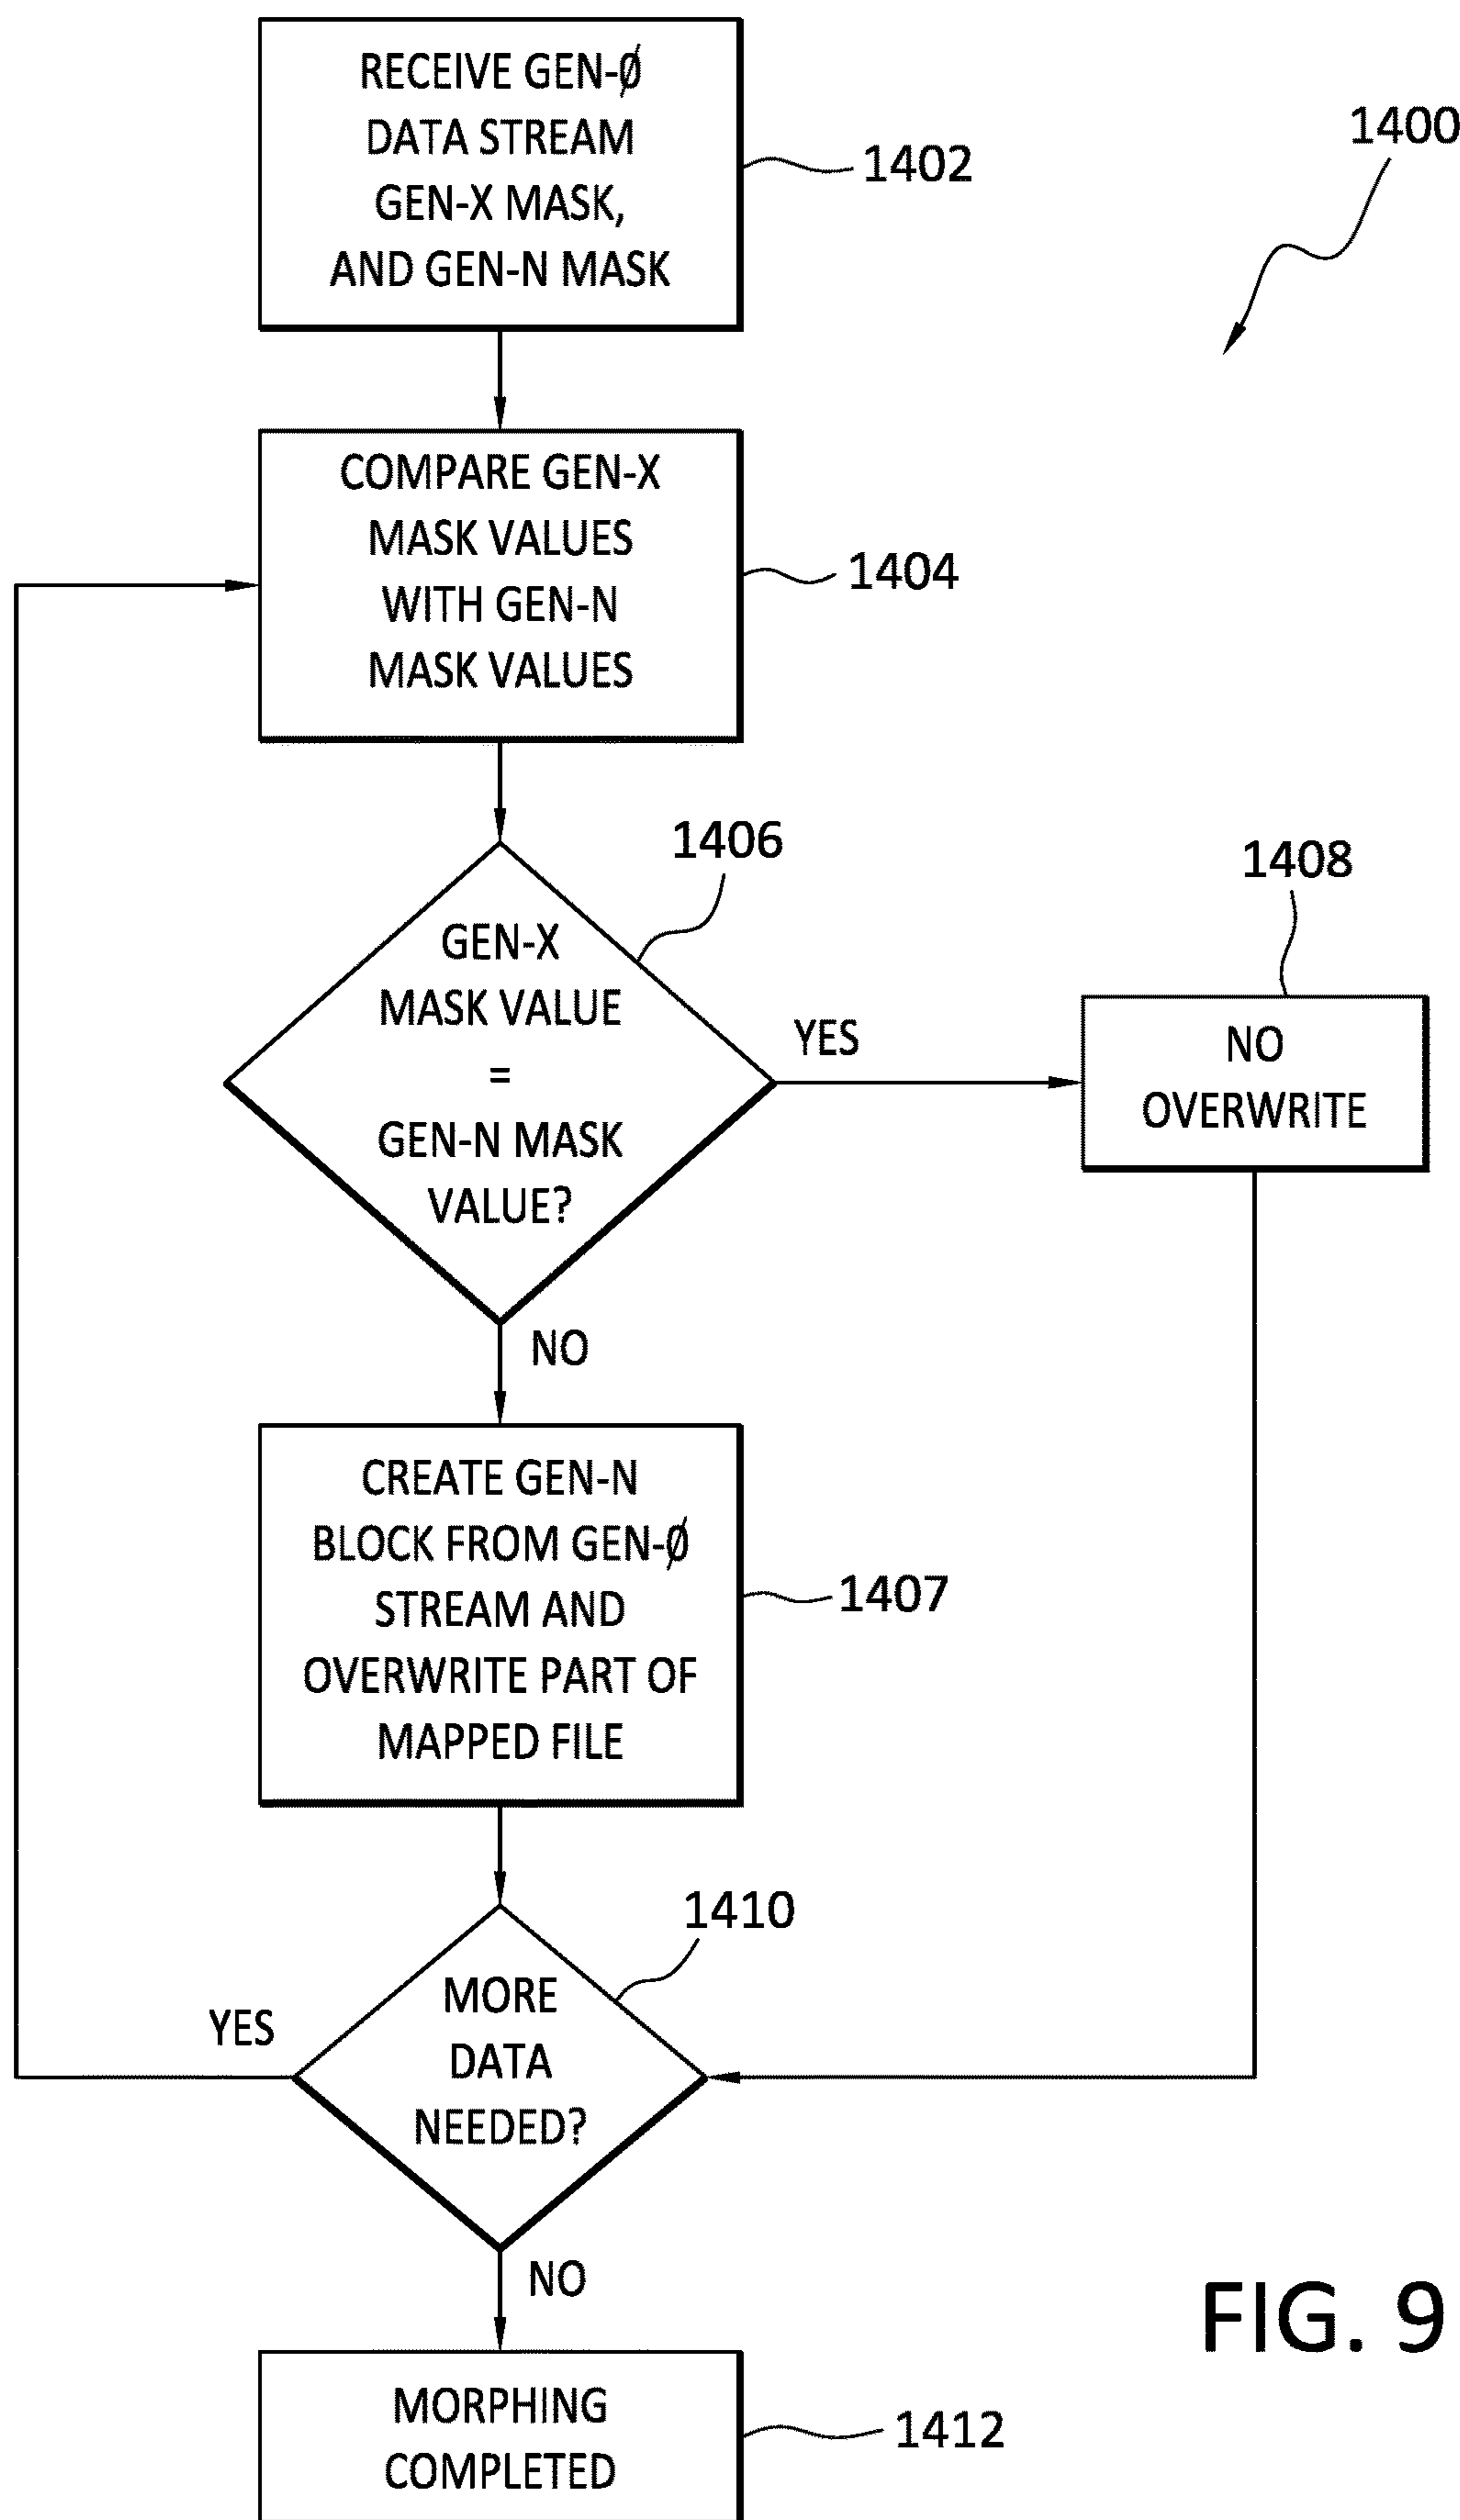 RECEIVE GEN-Ø
DATA STREAM
GEN-X MASK,
AND GEN-N MASK
1402
1400
COMPARE GEN-X
MASK VALUES
WITH GEN-N
MASK VALUES
1404
1406
GEN-X
MASK VALUE
=
GEN-N MASK
VALUE?
YES
1408
NO
OVERWRITE
NO
CREATE GEN-N
BLOCK FROM GEN-Ø
STREAM AND
OVERWRITE PART OF
MAPPED FILE
1407
1410
MORE
DATA
NEEDED?
YES
NO
MORPHING
COMPLETED
1412
FIG. 9